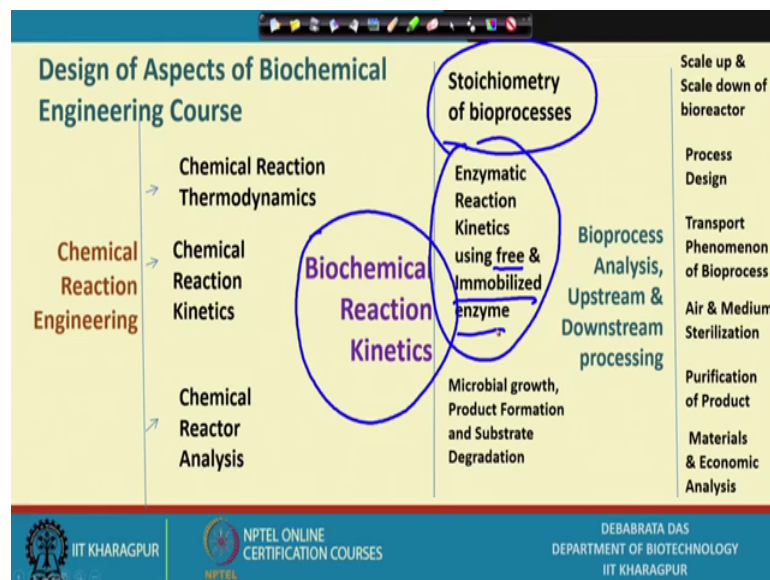 Design of Aspects of Biochemical
Engineering Course
Chemical
Reaction
Engineering
Chemical Reaction
Thermodynamics
Chemical
Reaction
Kinetics
Chemical
Reactor
Analysis
Biochemical
Reaction
Kinetics
Stoichiometry
of bioprocesses
Enzymatic
Reaction
Kinetics
using free &
Immobilized
enzyme
Microbial growth,
Product Formation
and Substrate
Degradation
Bioprocess
Analysis,
Upstream &
Downstream
processing
Scale up &
Scale down of
bioreactor
Process
Design
Transport
Phenomenon
of Bioprocess
Air & Medium
Sterilization
Purification
of Product
Materials
& Economic
Analysis
IIT KHARAGPUR
NPTEL
NPTEL ONLINE
CERTIFICATION COURSES
DEBABRATA DAS
DEPARTMENT OF BIOTECHNOLOGY
IIT KHARAGPUR